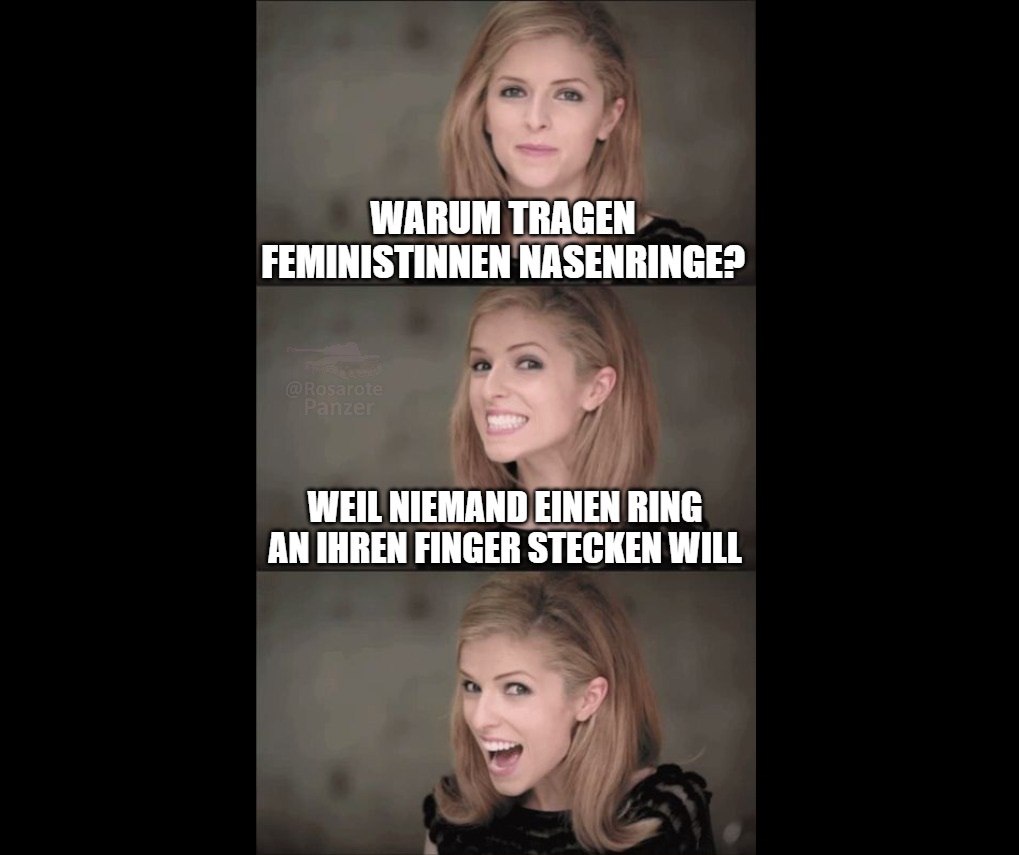 WARUM TRAGEN
FEMINISTINNEN NASENRINGE?
@Rosarote
Panzer
WEIL NIEMAND EINEN RING
AN IHREN FINGER STECKEN WILL